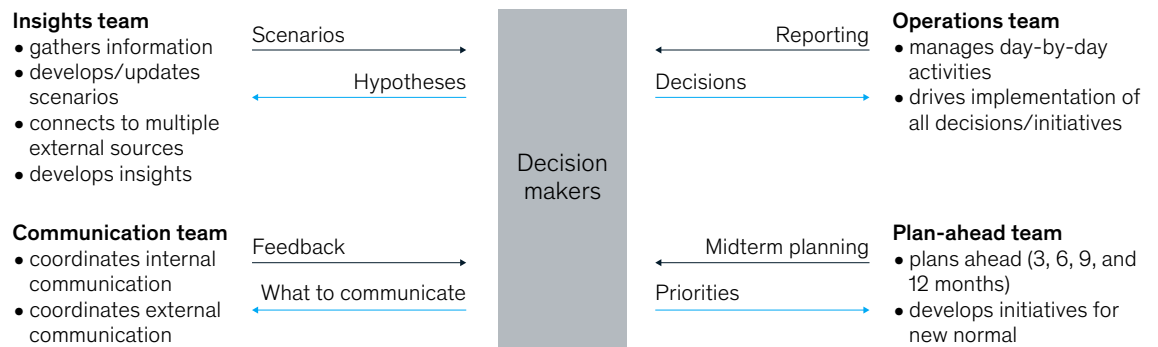 Insights team
• gathers information
• develops/updates
scenarios
• connects to multiple
external sources
• develops insights
Scenarios
Hypotheses
Communication team
• coordinates internal
communication
• coordinates external
communication
Feedback
What to communicate
Decision
makers
Reporting
Decisions
Operations team
• manages day-by-day
activities
• drives implementation of
all decisions/initiatives
Midterm planning
Priorities
Plan-ahead team
• plans ahead (3, 6, 9, and
12 months)
• develops initiatives for
new normal